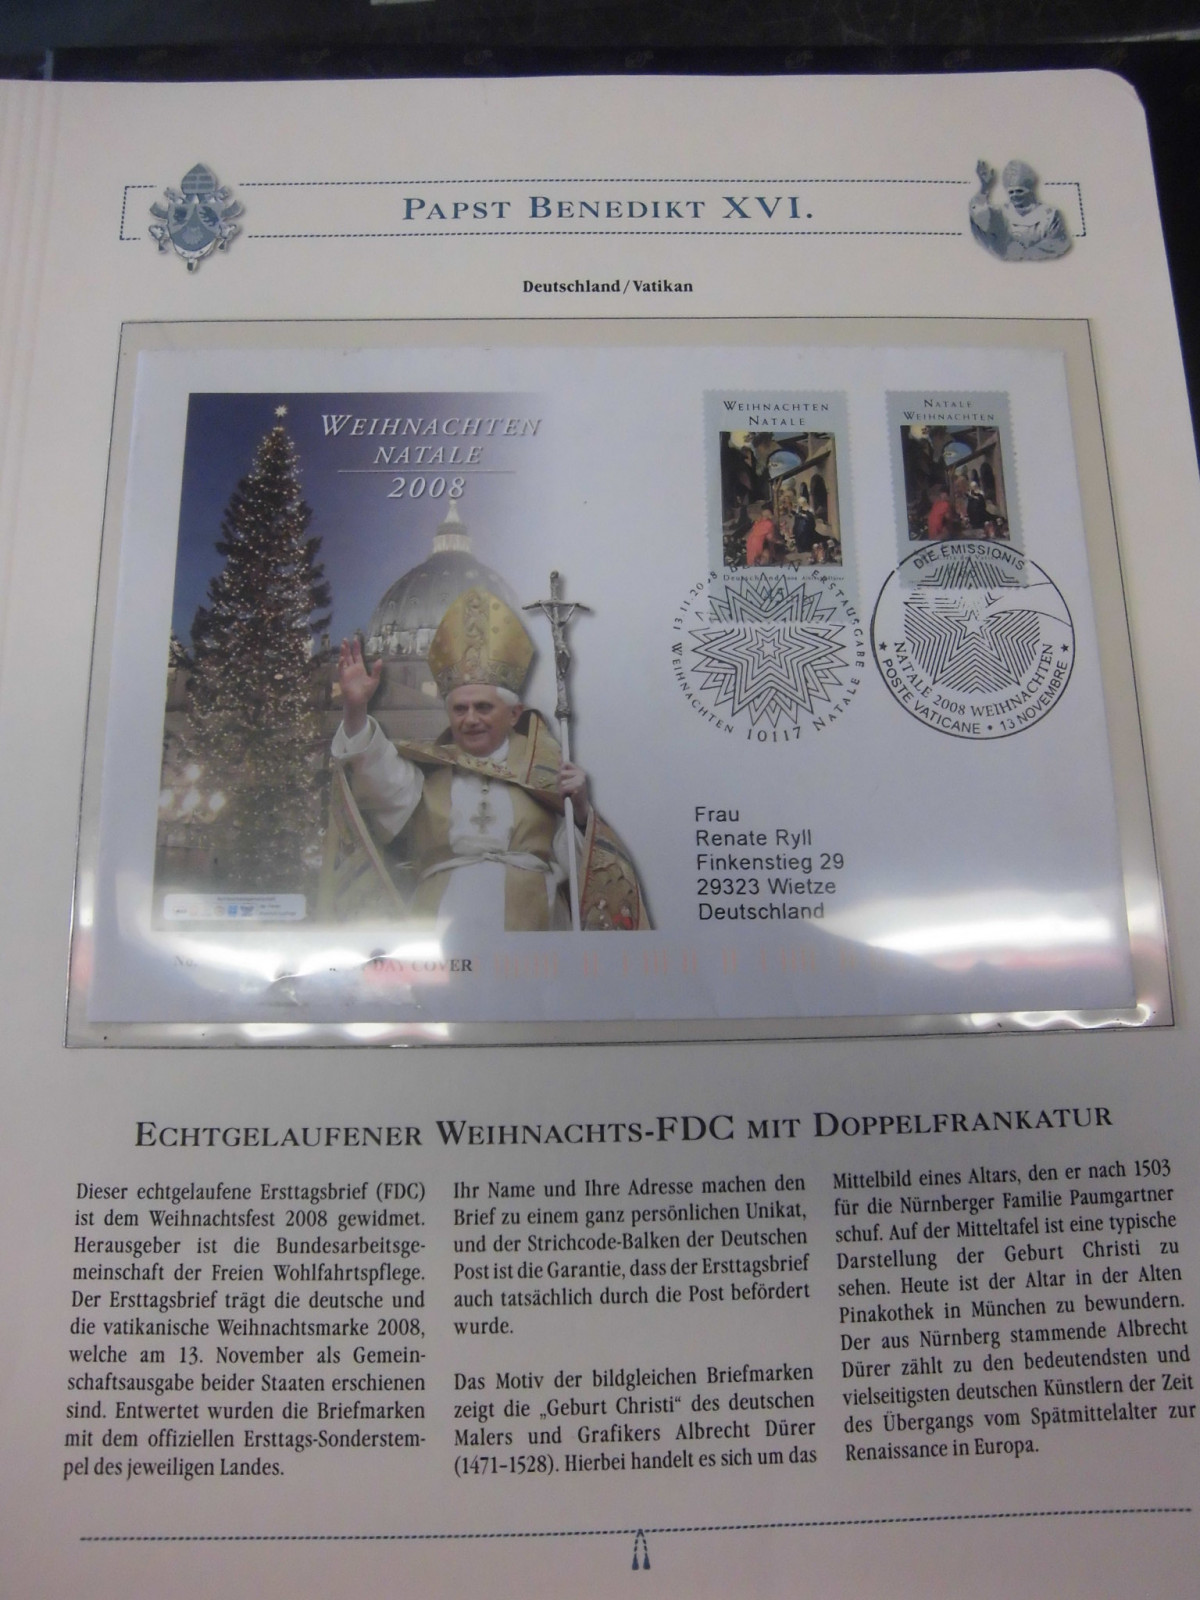 PAPST BENEDIKT XVI.
Deutschland/Vatikan
WEIHNACHTEN
NATALE
2008
WEIHNACHTEN
NATALE
Deutschland
NATALE
WEIHNACHTEN
13.11.2008 BERLIN ERSTAUSGABE
WEIHNACHTEN 10117 NATALE
DIE EMISSIONIS
NATALE 2008 WEIHNACHTEN
★ POSTE VATICANE • 13 NOVEMBRE ★
Frau
Renate Ryll
Finkenstieg 29
29323 Wietze
Deutschland
No.
DAY COVER
ECHTGELAUFENER WEIHNACHTS-FDC MIT DOPPELFRANKATUR
Dieser echtgelaufene Ersttagsbrief (FDC)
ist dem Weihnachtsfest 2008 gewidmet.
Herausgeber ist die Bundesarbeitsge-
meinschaft der Freien Wohlfahrtspflege.
Der Ersttagsbrief trägt die deutsche und
die vatikanische Weihnachtsmarke 2008,
welche am 13. November als Gemein-
schaftsausgabe beider Staaten erschienen
sind. Entwertet wurden die Briefmarken
mit dem offiziellen Ersttags-Sonderstem-
pel des jeweiligen Landes.
Ihr Name und Ihre Adresse machen den
Brief zu einem ganz persönlichen Unikat,
und der Strichcode-Balken der Deutschen
Post ist die Garantie, dass der Ersttagsbrief
auch tatsächlich durch die Post befördert
wurde.
Das Motiv der bildgleichen Briefmarken
zeigt die „Geburt Christi“ des deutschen
Malers und Grafikers Albrecht Dürer
(1471–1528). Hierbei handelt es sich um das
Mittelbild eines Altars, den er nach 1503
für die Nürnberger Familie Paumgartner
schuf. Auf der Mitteltafel ist eine typische
Darstellung der Geburt Christi zu
sehen. Heute ist der Altar in der Alten
Pinakothek in München zu bewundern.
Der aus Nürnberg stammende Albrecht
Dürer zählt zu den bedeutendsten und
vielseitigsten deutschen Künstlern der Zeit
des Übergangs vom Spätmittelalter zur
Renaissance in Europa.